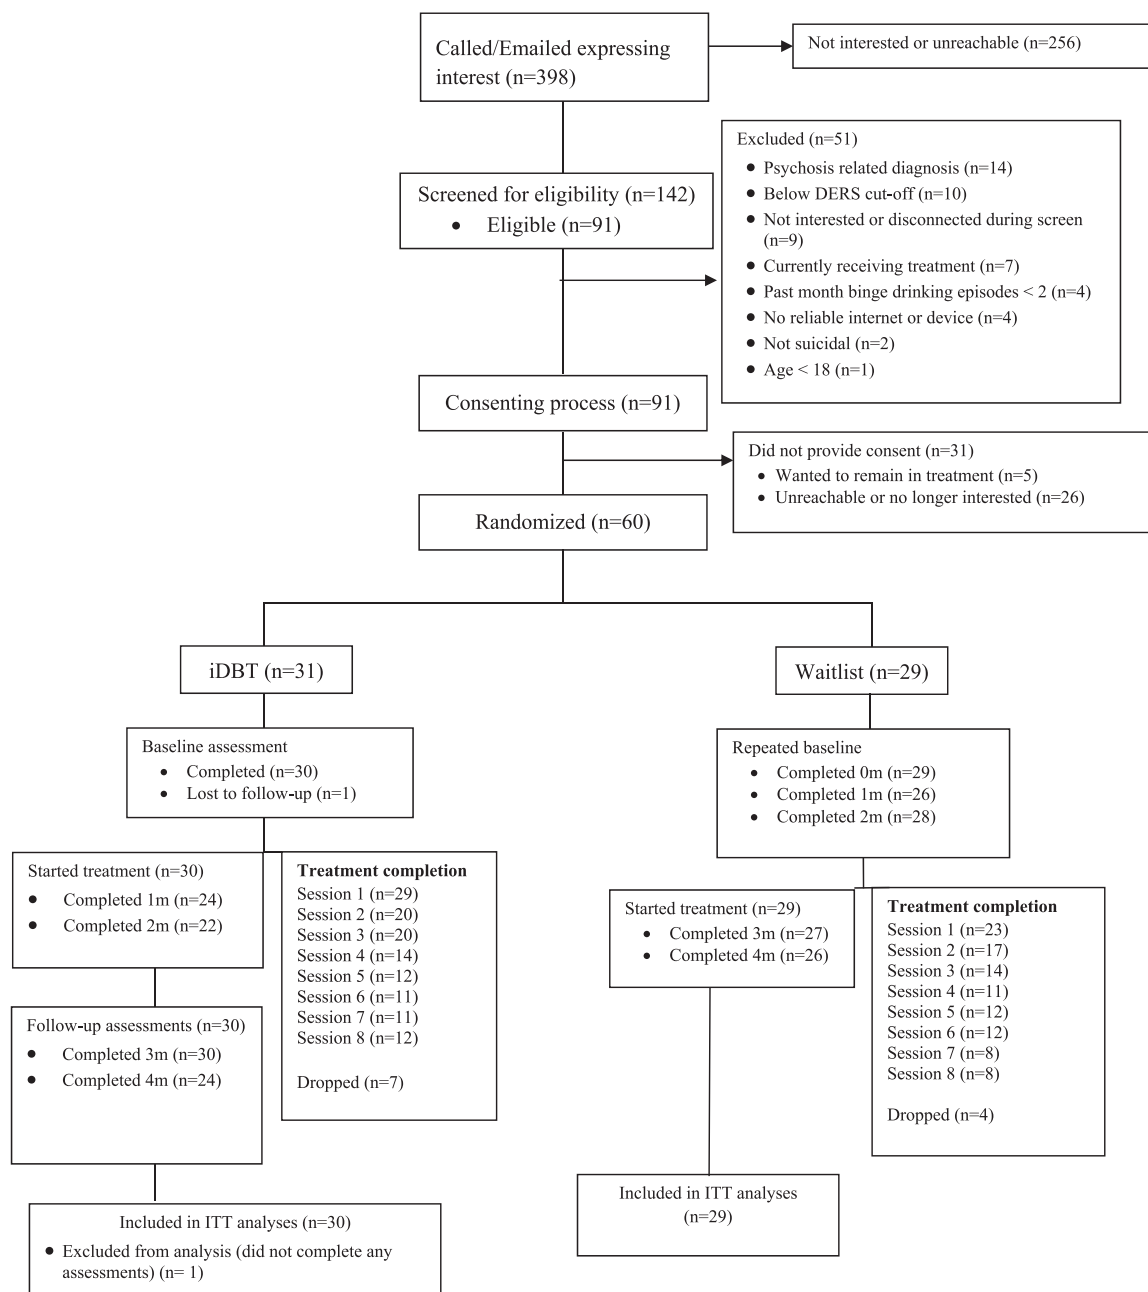 Called/Emailed expressing
interest (n=398)
Not interested or unreachable (n=256)
Excluded (n=51)
● Psychosis related diagnosis (n=14)
● Below DERS cut-off (n=10)
● Not interested or disconnected during screen
(n=9)
● Currently receiving treatment (n=7)
● Past month binge drinking episodes < 2 (n=4)
● No reliable internet or device (n=4)
● Not suicidal (n=2)
● Age < 18 (n=1)
Screened for eligibility (n=142)
• Eligible (n=91)
Consenting process (n=91)
Did not provide consent (n=31)
• Wanted to remain in treatment (n=5)
• Unreachable or no longer interested (n=26)
Randomized (n=60)
iDBT (n=31)
Baseline assessment
• Completed (n=30)
• Lost to follow-up (n=1)
Started treatment (n=30)
● Completed 1m (n=24)
● Completed 2m (n=22)
Treatment completion
Session 1 (n=29)
Session 2 (n=20)
Session 3 (n=20)
Session 4 (n=14)
Session 5 (n=12)
Session 6 (n=11)
Session 7 (n=11)
Session 8 (n=12)
Dropped (n=7)
Follow-up assessments (n=30)
● Completed 3m (n=30)
● Completed 4m (n=24)
Included in ITT analyses (n=30)
● Excluded from analysis (did not complete any
assessments) (n= 1)
Waitlist (n=29)
Repeated baseline
• Completed 0m (n=29)
• Completed 1m (n=26)
• Completed 2m (n=28)
Started treatment (n=29)
• Completed 3m (n=27)
• Completed 4m (n=26)
Treatment completion
Session 1 (n=23)
Session 2 (n=17)
Session 3 (n=14)
Session 4 (n=11)
Session 5 (n=12)
Session 6 (n=12)
Session 7 (n=8)
Session 8 (n=8)
Dropped (n=4)
Included in ITT analyses
(n=29)